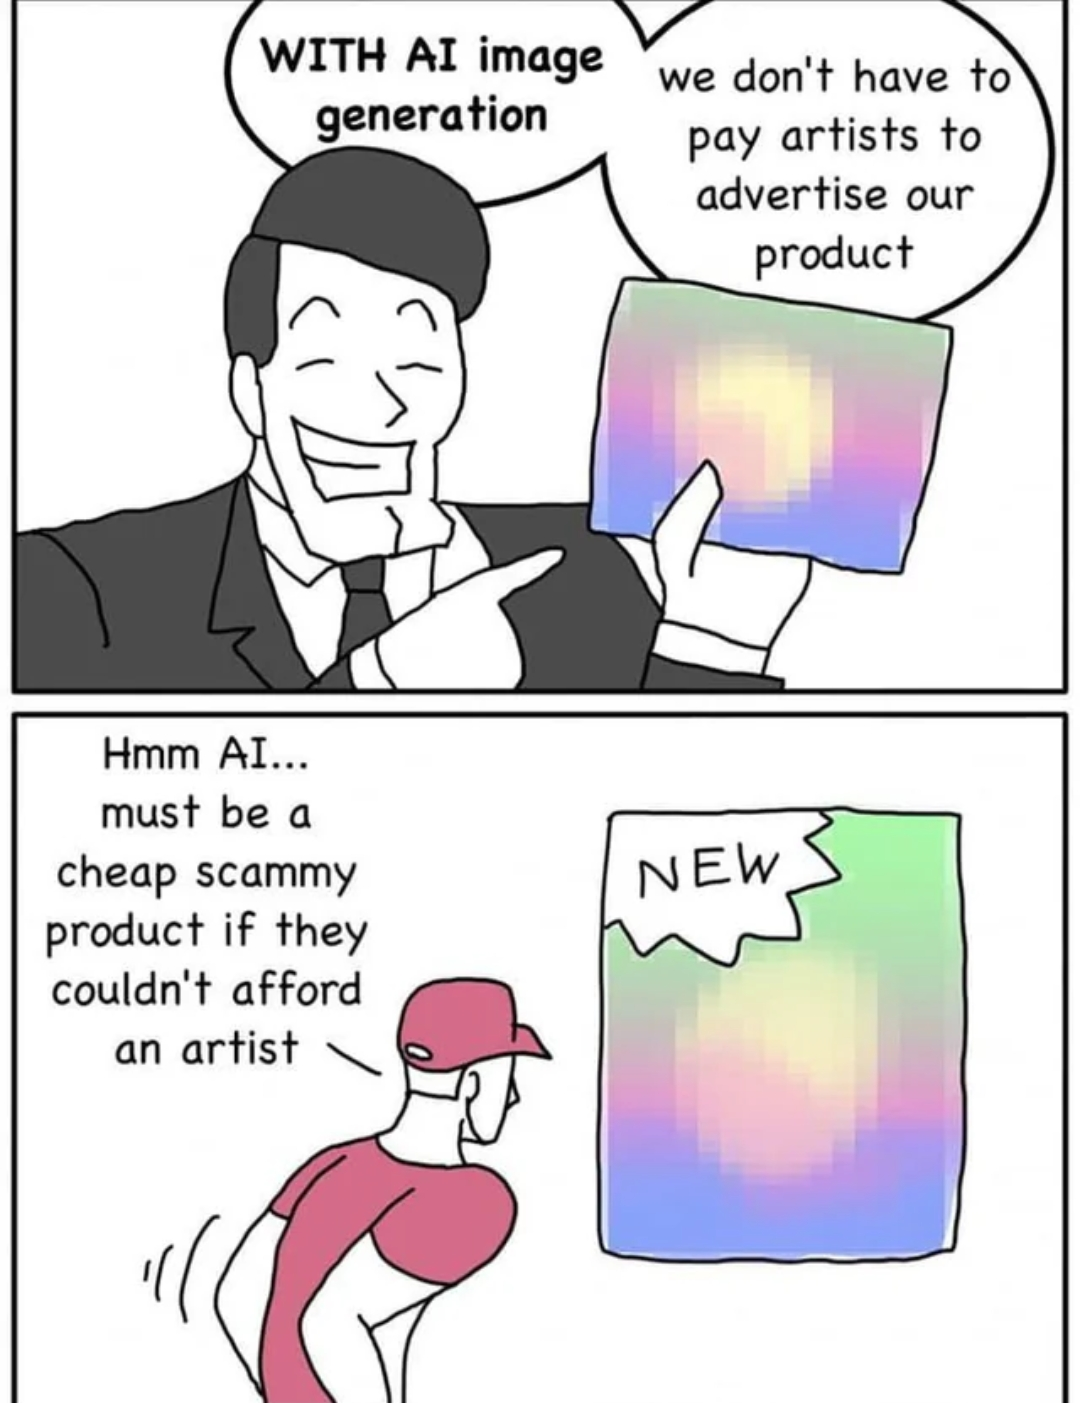 WITH AI image
generation
we don't have to
pay artists to
advertise our
product
Hmm AI...
must be a
cheap scammy
product if they
couldn't afford
an artist
NEW